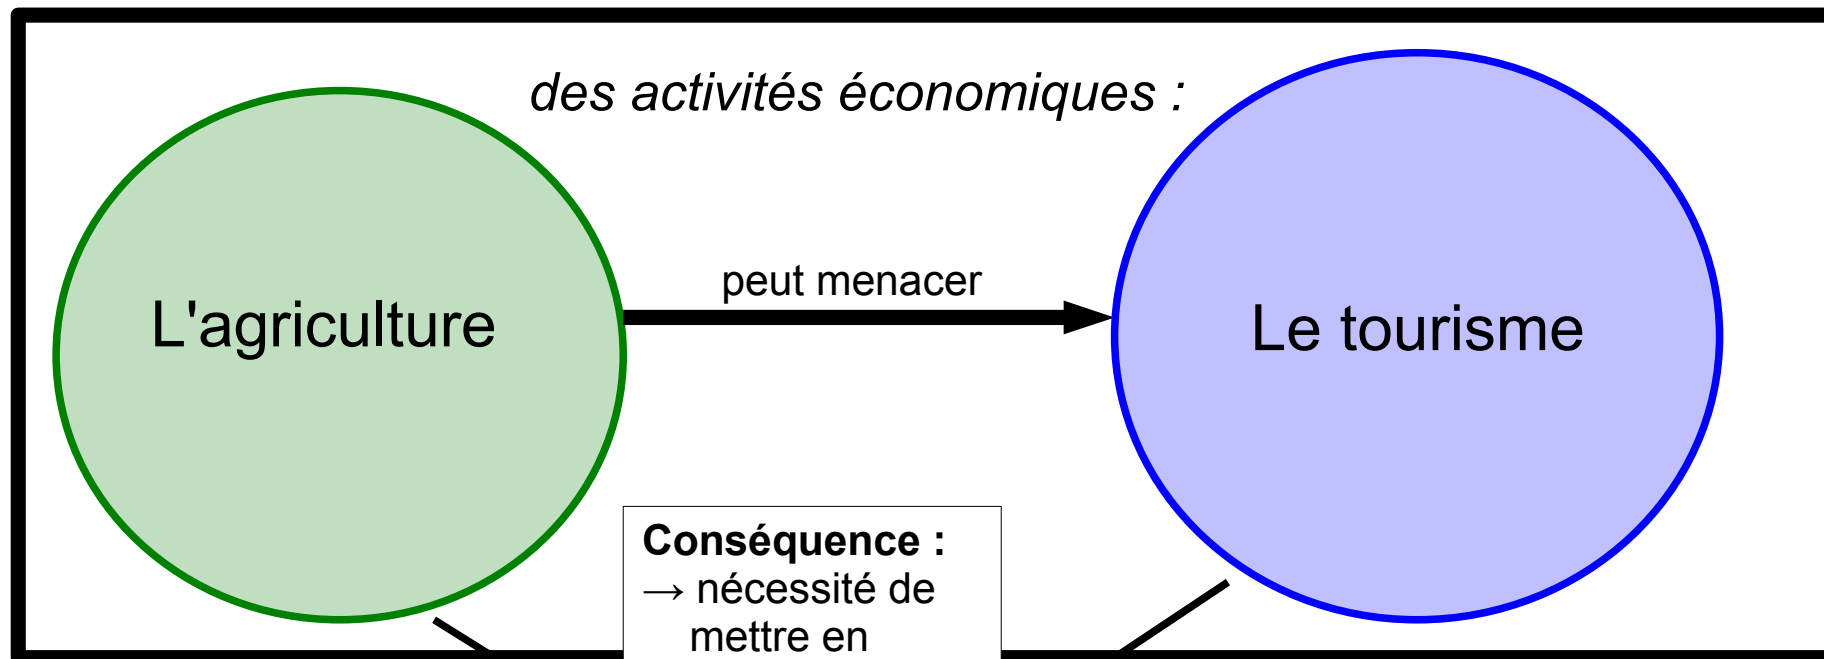 des activités économiques :
L'agriculture
peut menacer
Le tourisme
Conséquence :
→ nécessité de
mettre en